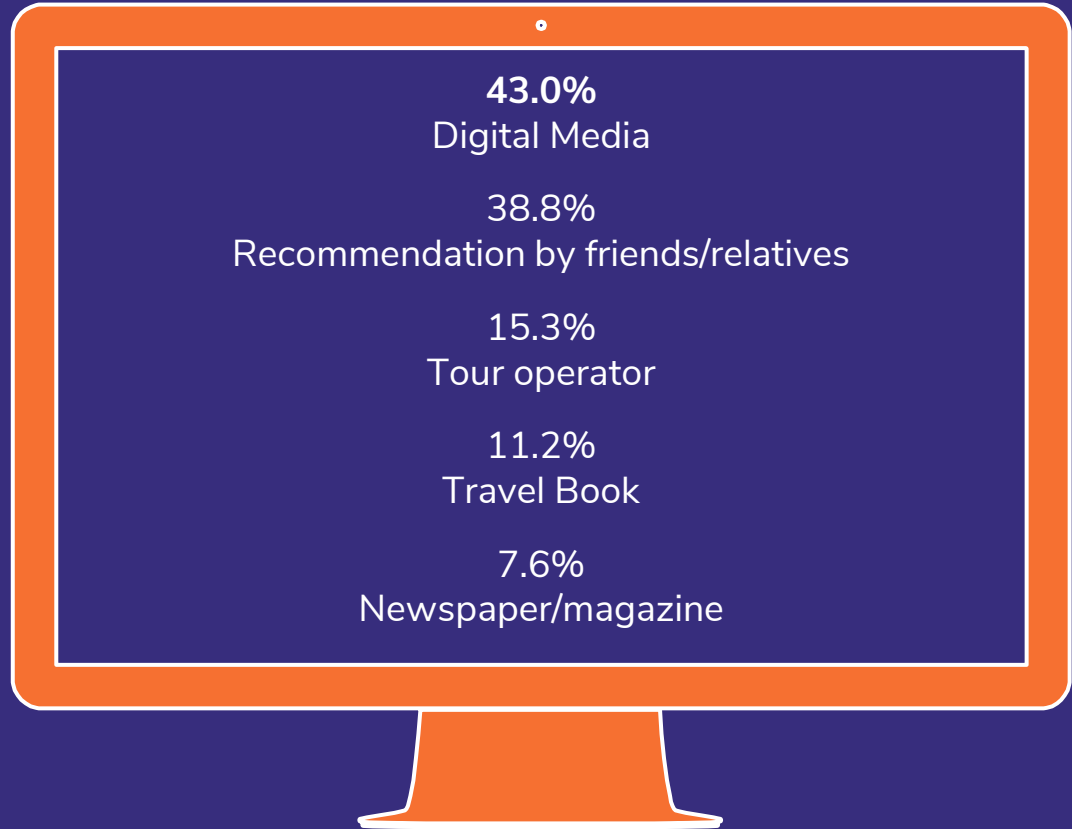 43.0%
Digital Media
38.8%
Recommendation by friends/relatives
15.3%
Tour operator
11.2%
Travel Book
7.6%
Newspaper/magazine